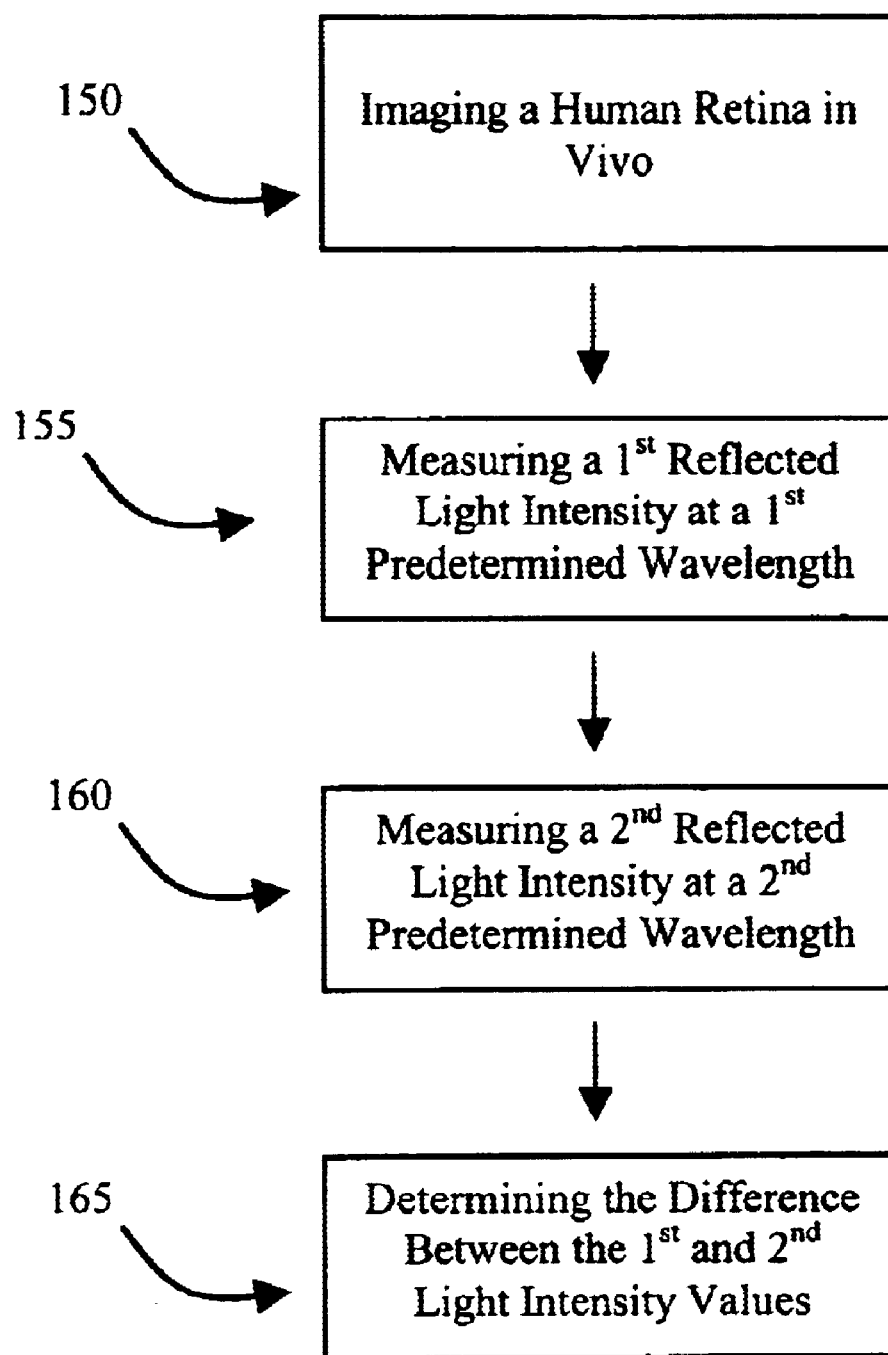 150
Imaging a Human Retina in
Vivo
155
Measuring a 1st Reflected
Light Intensity at a 1st
Predetermined Wavelength
160
Measuring a 2nd Reflected
Light Intensity at a 2nd
Predetermined Wavelength
165
Determining the Difference
Between the 1st and 2nd
Light Intensity Values